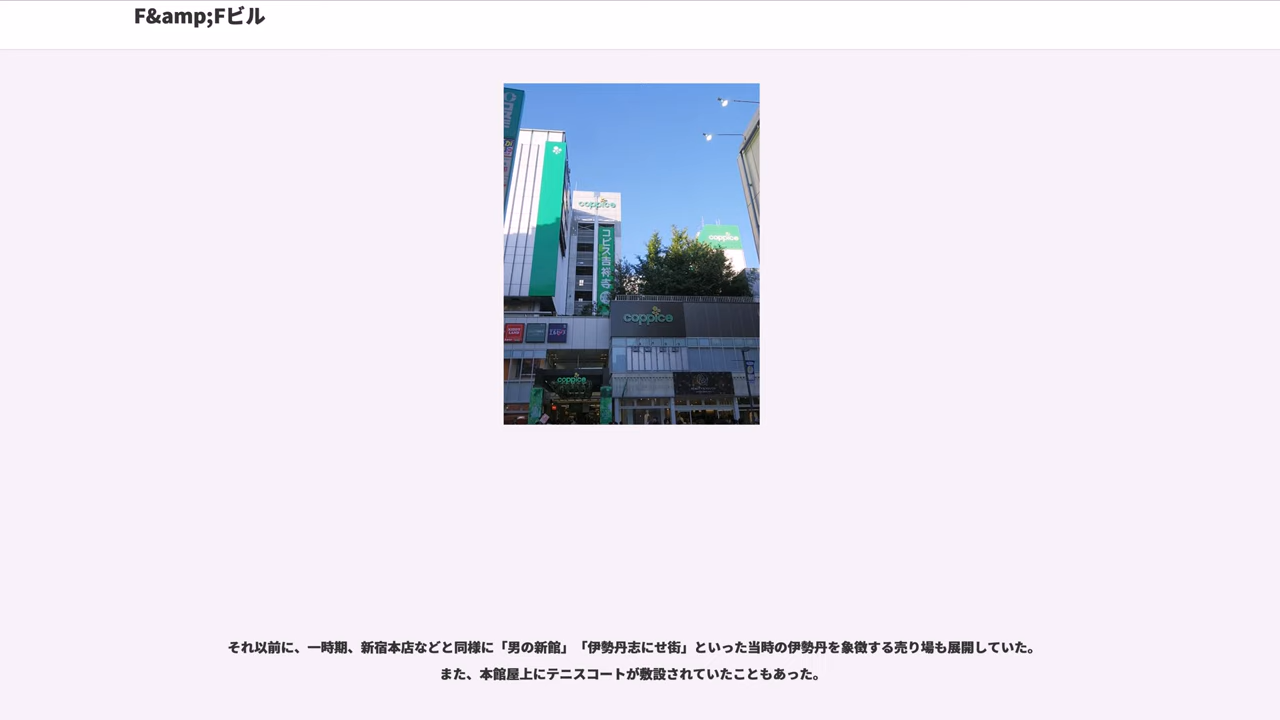 F&amp;Fビル
coppice
コピス吉祥寺
coppice
coppice
coppice
それ以前に、一時期、新宿本店などと同様に「男の新館」「伊勢丹志にせ街」といった当時の伊勢丹を象徴する売り場も展開していた。
また、本館屋上にテニスコートが敷設されていたこともあった。